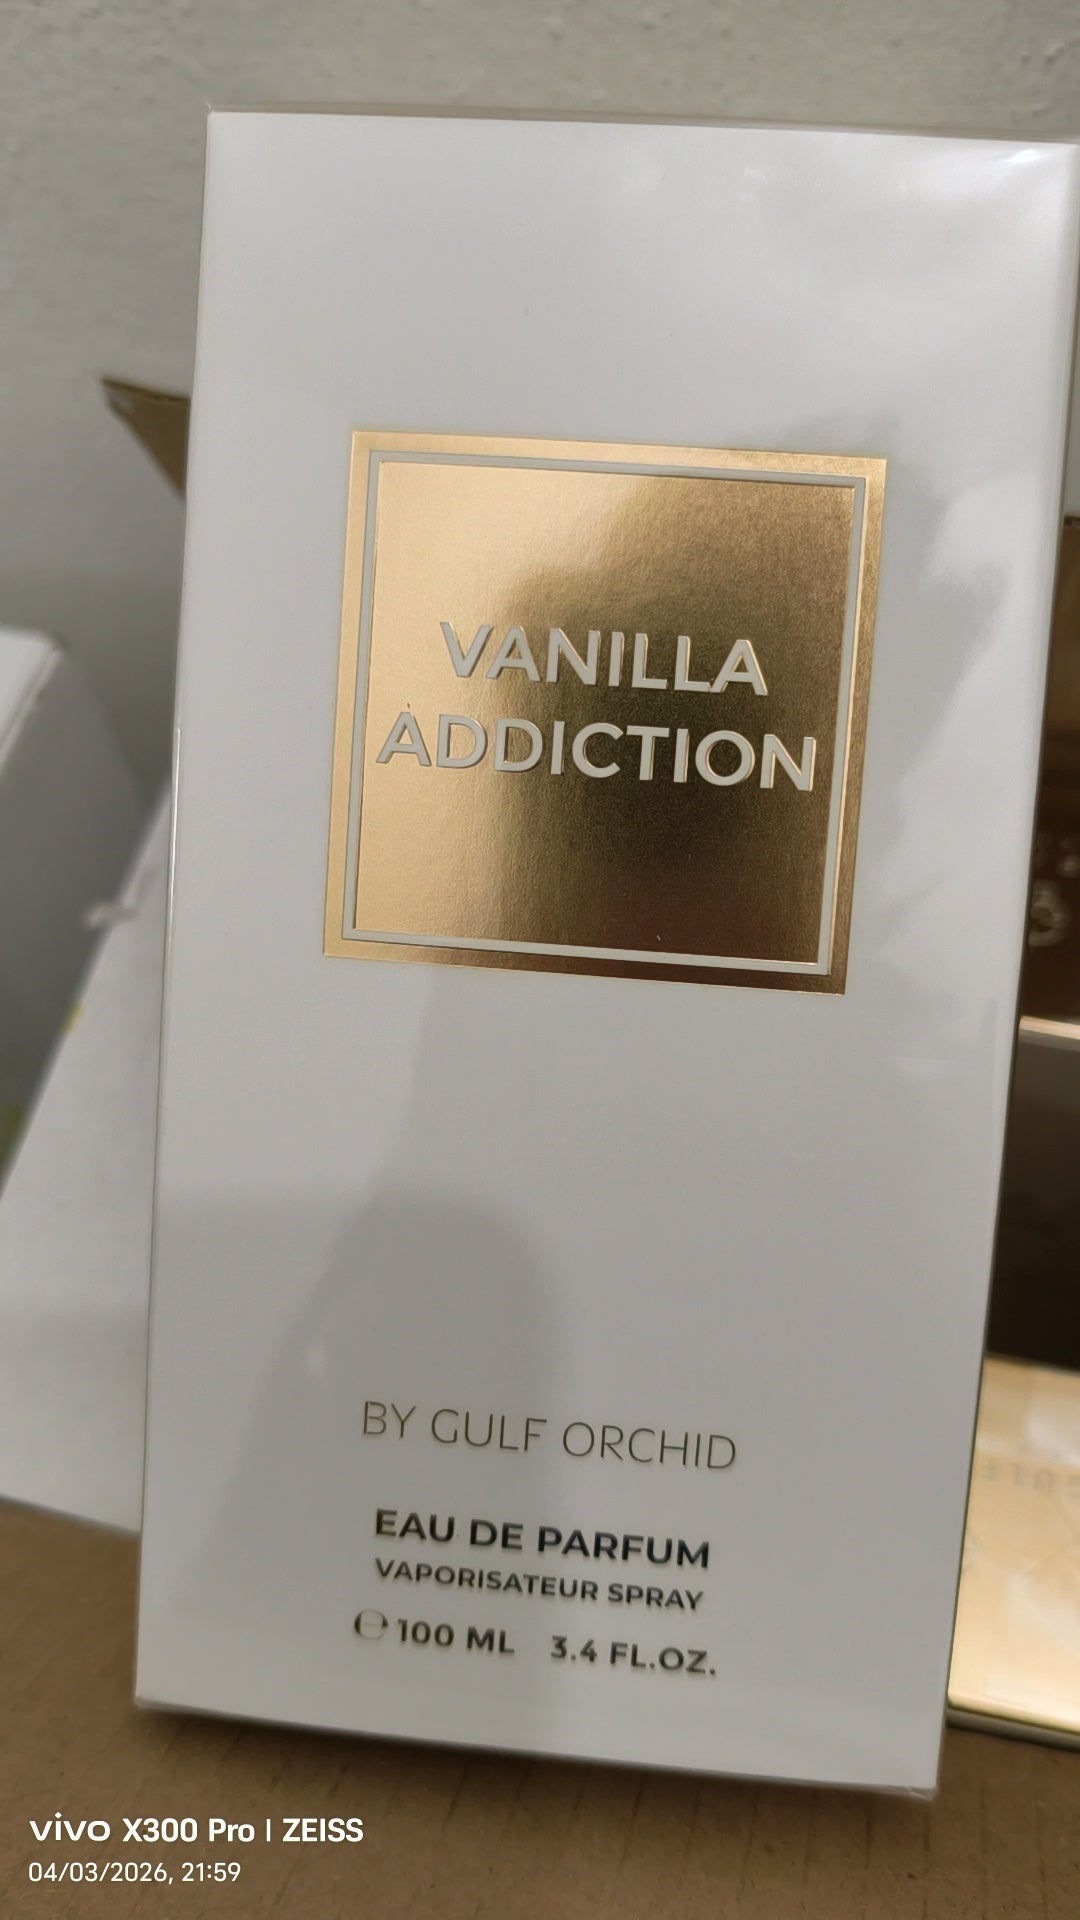 VANILLA
ADDICTION
BY GULF ORCHID
EAU DE PARFUM
VAPORISATEUR SPRAY
℮ 100 ML 3.4 FL.OZ.
vivo X300 Pro | ZEISS
04/03/2026, 21:59